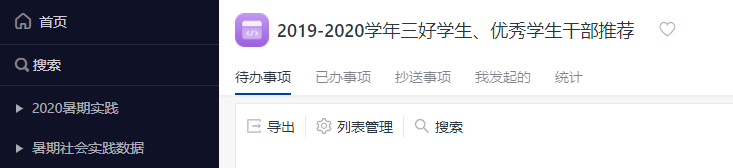 首页
搜索
2020暑期实践
暑期社会实践数据
2019-2020学年三好学生、优秀学生干部推荐
待办事项 已办事项 抄送事项 我发起的 统计
导出 列表管理 搜索